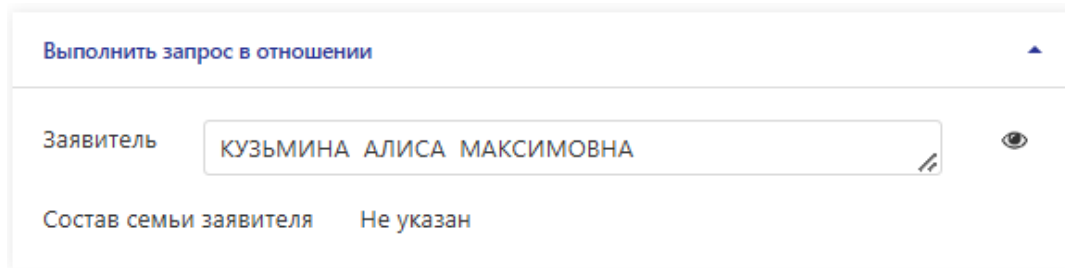 Выполнить запрос в отношении
Заявитель КУЗЬМИНА АЛИСА МАКСИМОВНА
Состав семьи заявителя Не указан